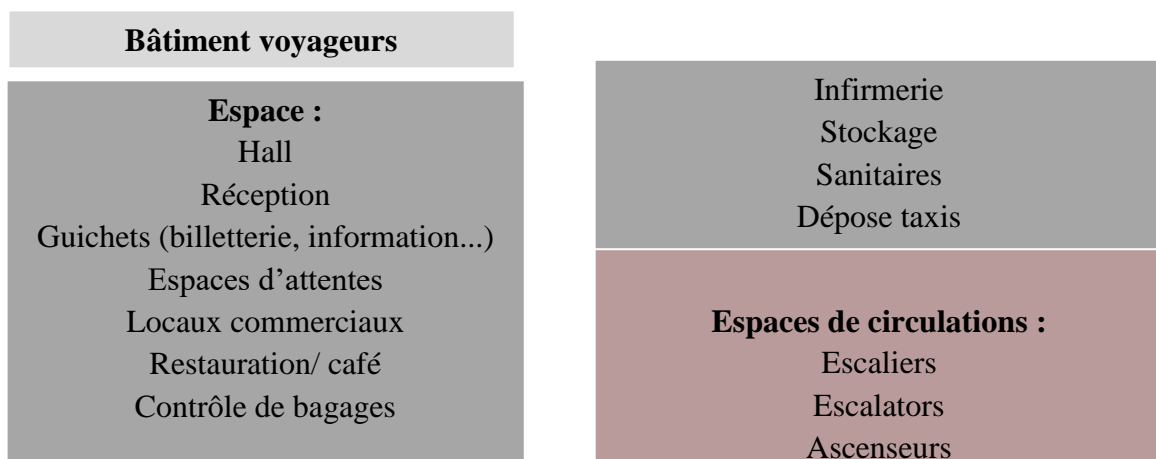 Bâtiment voyageurs
Espace :
Hall
Réception
Guichets (billetterie, information...)
Espaces d’attentes
Locaux commerciaux
Restauration/ café
Contrôle de bagages
Infirmerie
Stockage
Sanitaires
Dépose taxis
Espaces de circulations :
Escaliers
Escalators
Ascenseurs